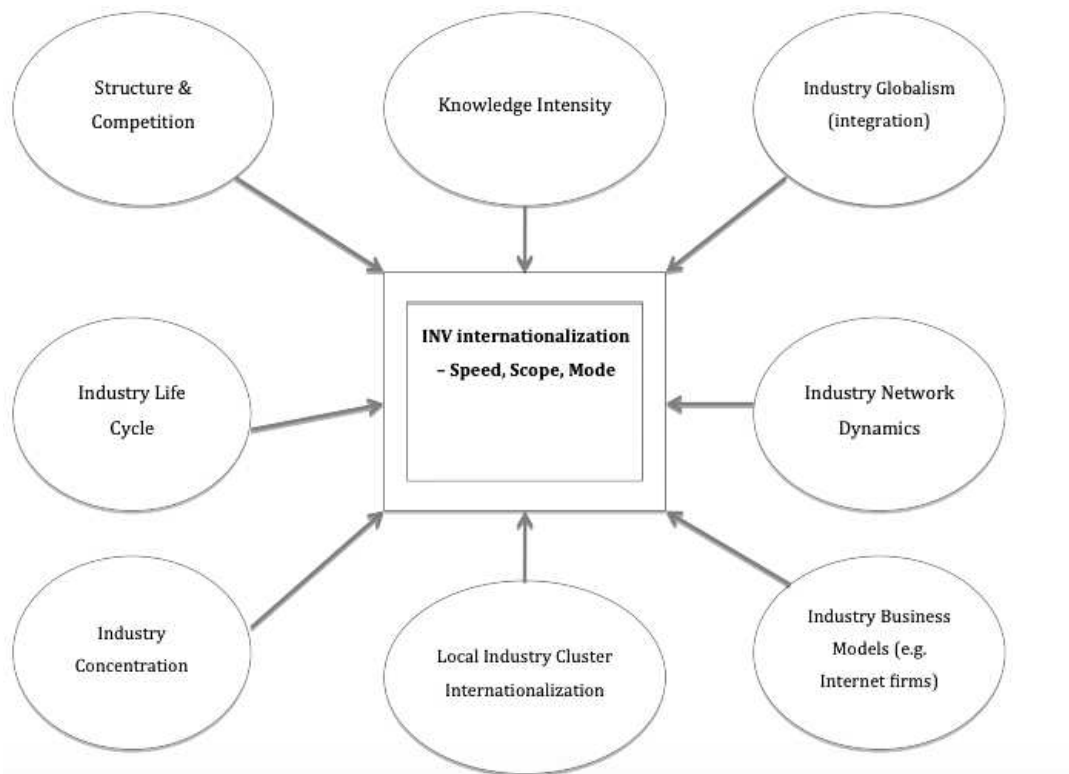 Structure &
Competition
Knowledge Intensity
Industry Globalism
(integration)
INV internationalization
– Speed, Scope, Mode
Industry Life
Cycle
Industry Network
Dynamics
Industry
Concentration
Local Industry Cluster
Internationalization
Industry Business
Models (e.g.
Internet firms)